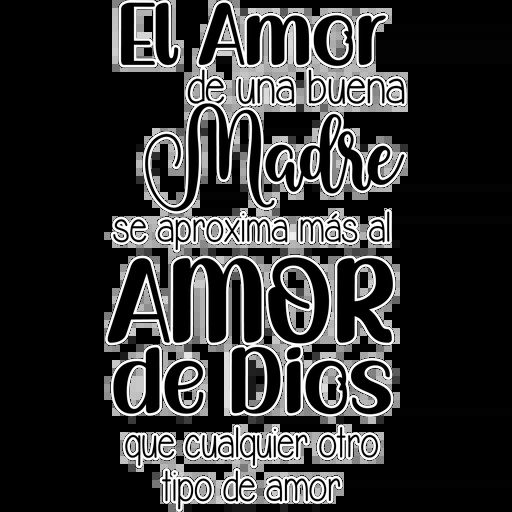 El Amor
de una buena
Madre
se aproxima más al
AMOR
de Dios
que cualquier otro
tipo de amor